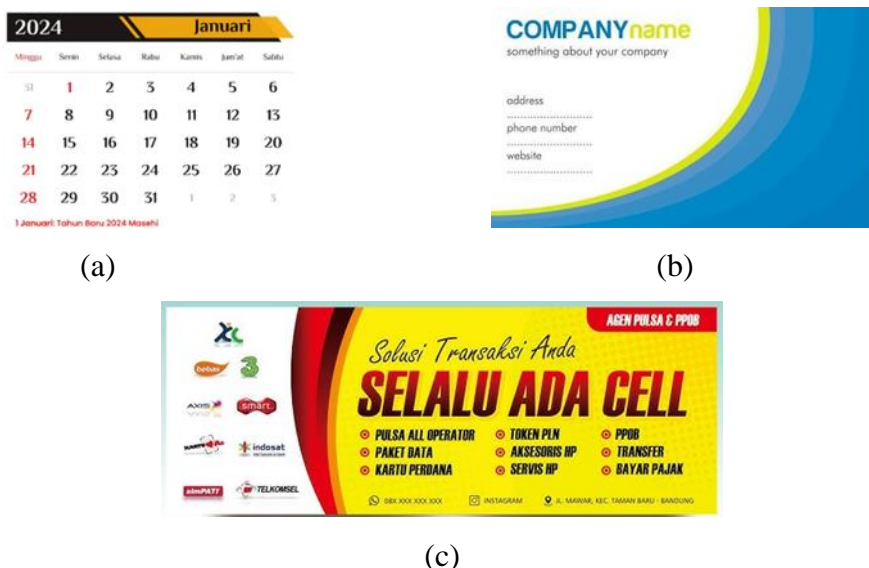 2024 Januari
Minggu Senin Selasa Rabu Kamis Jum'at Sabtu
31 1 2 3 4 5 6
7 8 9 10 11 12 13
14 15 16 17 18 19 20
21 22 23 24 25 26 27
28 29 30 31 1 2 3
1 Januari: Tahun Baru 2024 Masehi
(a)
COMPANYname
something about your company
address
.............................
phone number
.............................
website
.............................
(b)
AGEN PULSA & PPOB
Solusi Transaksi Anda
SELALU ADA CELL
PULSA ALL OPERATOR
PAKET DATA
KARTU PERDANA
TOKEN PLN
AKSESORIS HP
SERVIS HP
PPOB
TRANSFER
BAYAR PAJAK
08X XXX XXX XXX INSTAGRAM JL. MAWAR, KEC. TAMAN BARU - BANDUNG
XL
bebas 3
AXIS smart
indosat
simPATI TELKOMSEL
(c)